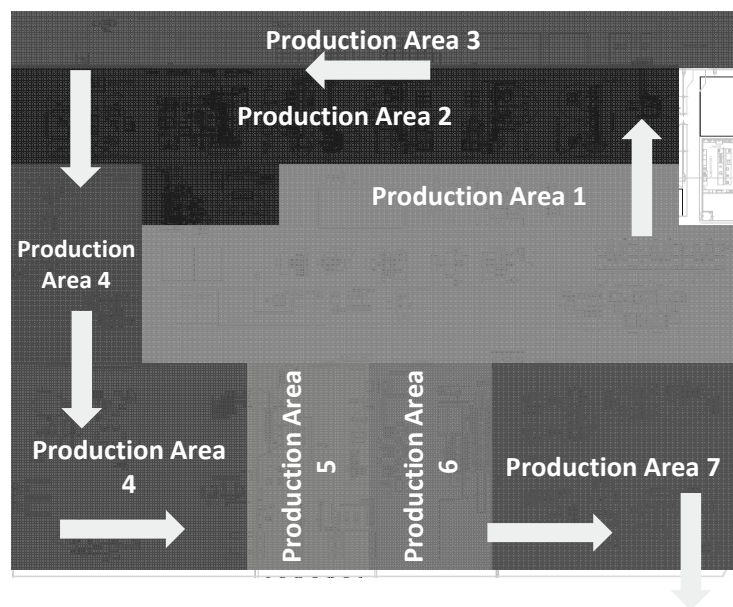 Production Area 3
Production Area 2
Production Area 1
Production
Area 4
Production Area
4
Production Area
5
Production Area
6
Production Area 7